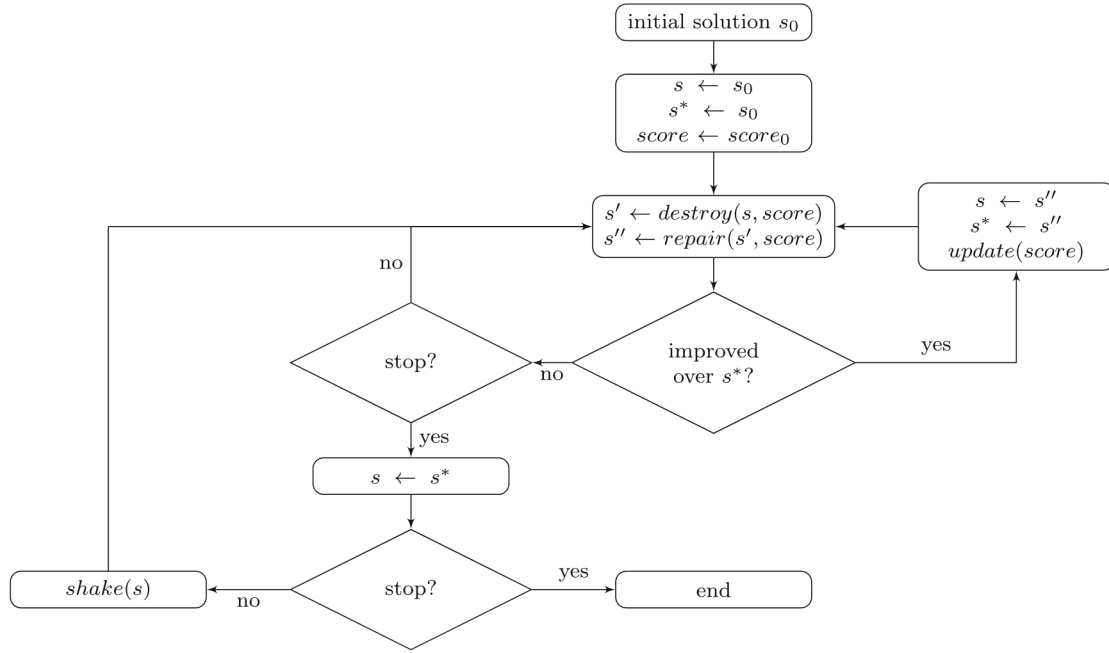 initial solution s₀
s ← s₀
s* ← s₀
score ← score₀
s′ ← destroy(s, score)
s′′ ← repair(s′, score)
s ← s′′
s* ← s′′
update(score)
no
stop?
no
improved
over s*?
yes
yes
s ← s*
shake(s)
no
stop?
yes
end